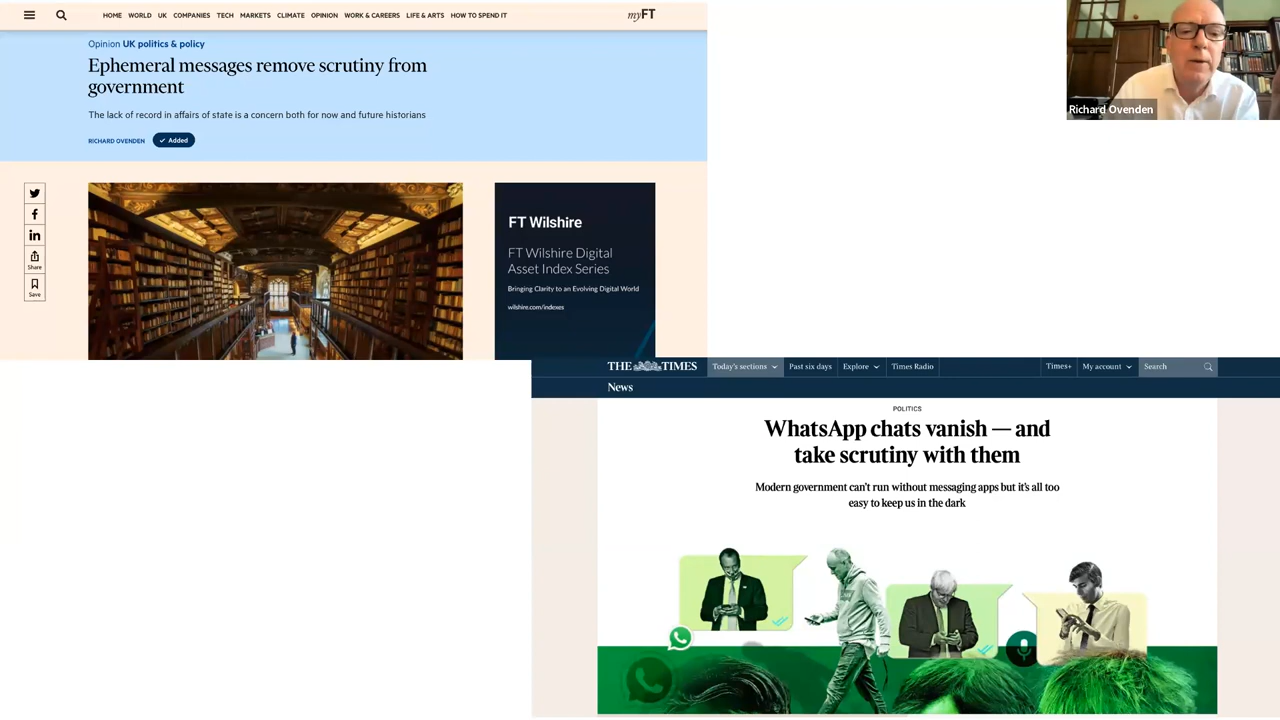 HOME WORLD UK COMPANIES TECH MARKETS CLIMATE OPINION WORK & CAREERS LIFE & ARTS HOW TO SPEND IT
myFT
Opinion UK politics & policy
Ephemeral messages remove scrutiny from
government
The lack of record in affairs of state is a concern both for now and future historians
RICHARD OVENDEN ✓ Added
Share
Save
FT Wilshire
FT Wilshire Digital
Asset Index Series
Bringing Clarity to an Evolving Digital World
wilshire.com/indexes
Richard Ovenden
THE TIMES Today's sections Past six days Explore Times Radio Times+ My account Search
News
POLITICS
WhatsApp chats vanish — and
take scrutiny with them
Modern government can't run without messaging apps but it's all too
easy to keep us in the dark